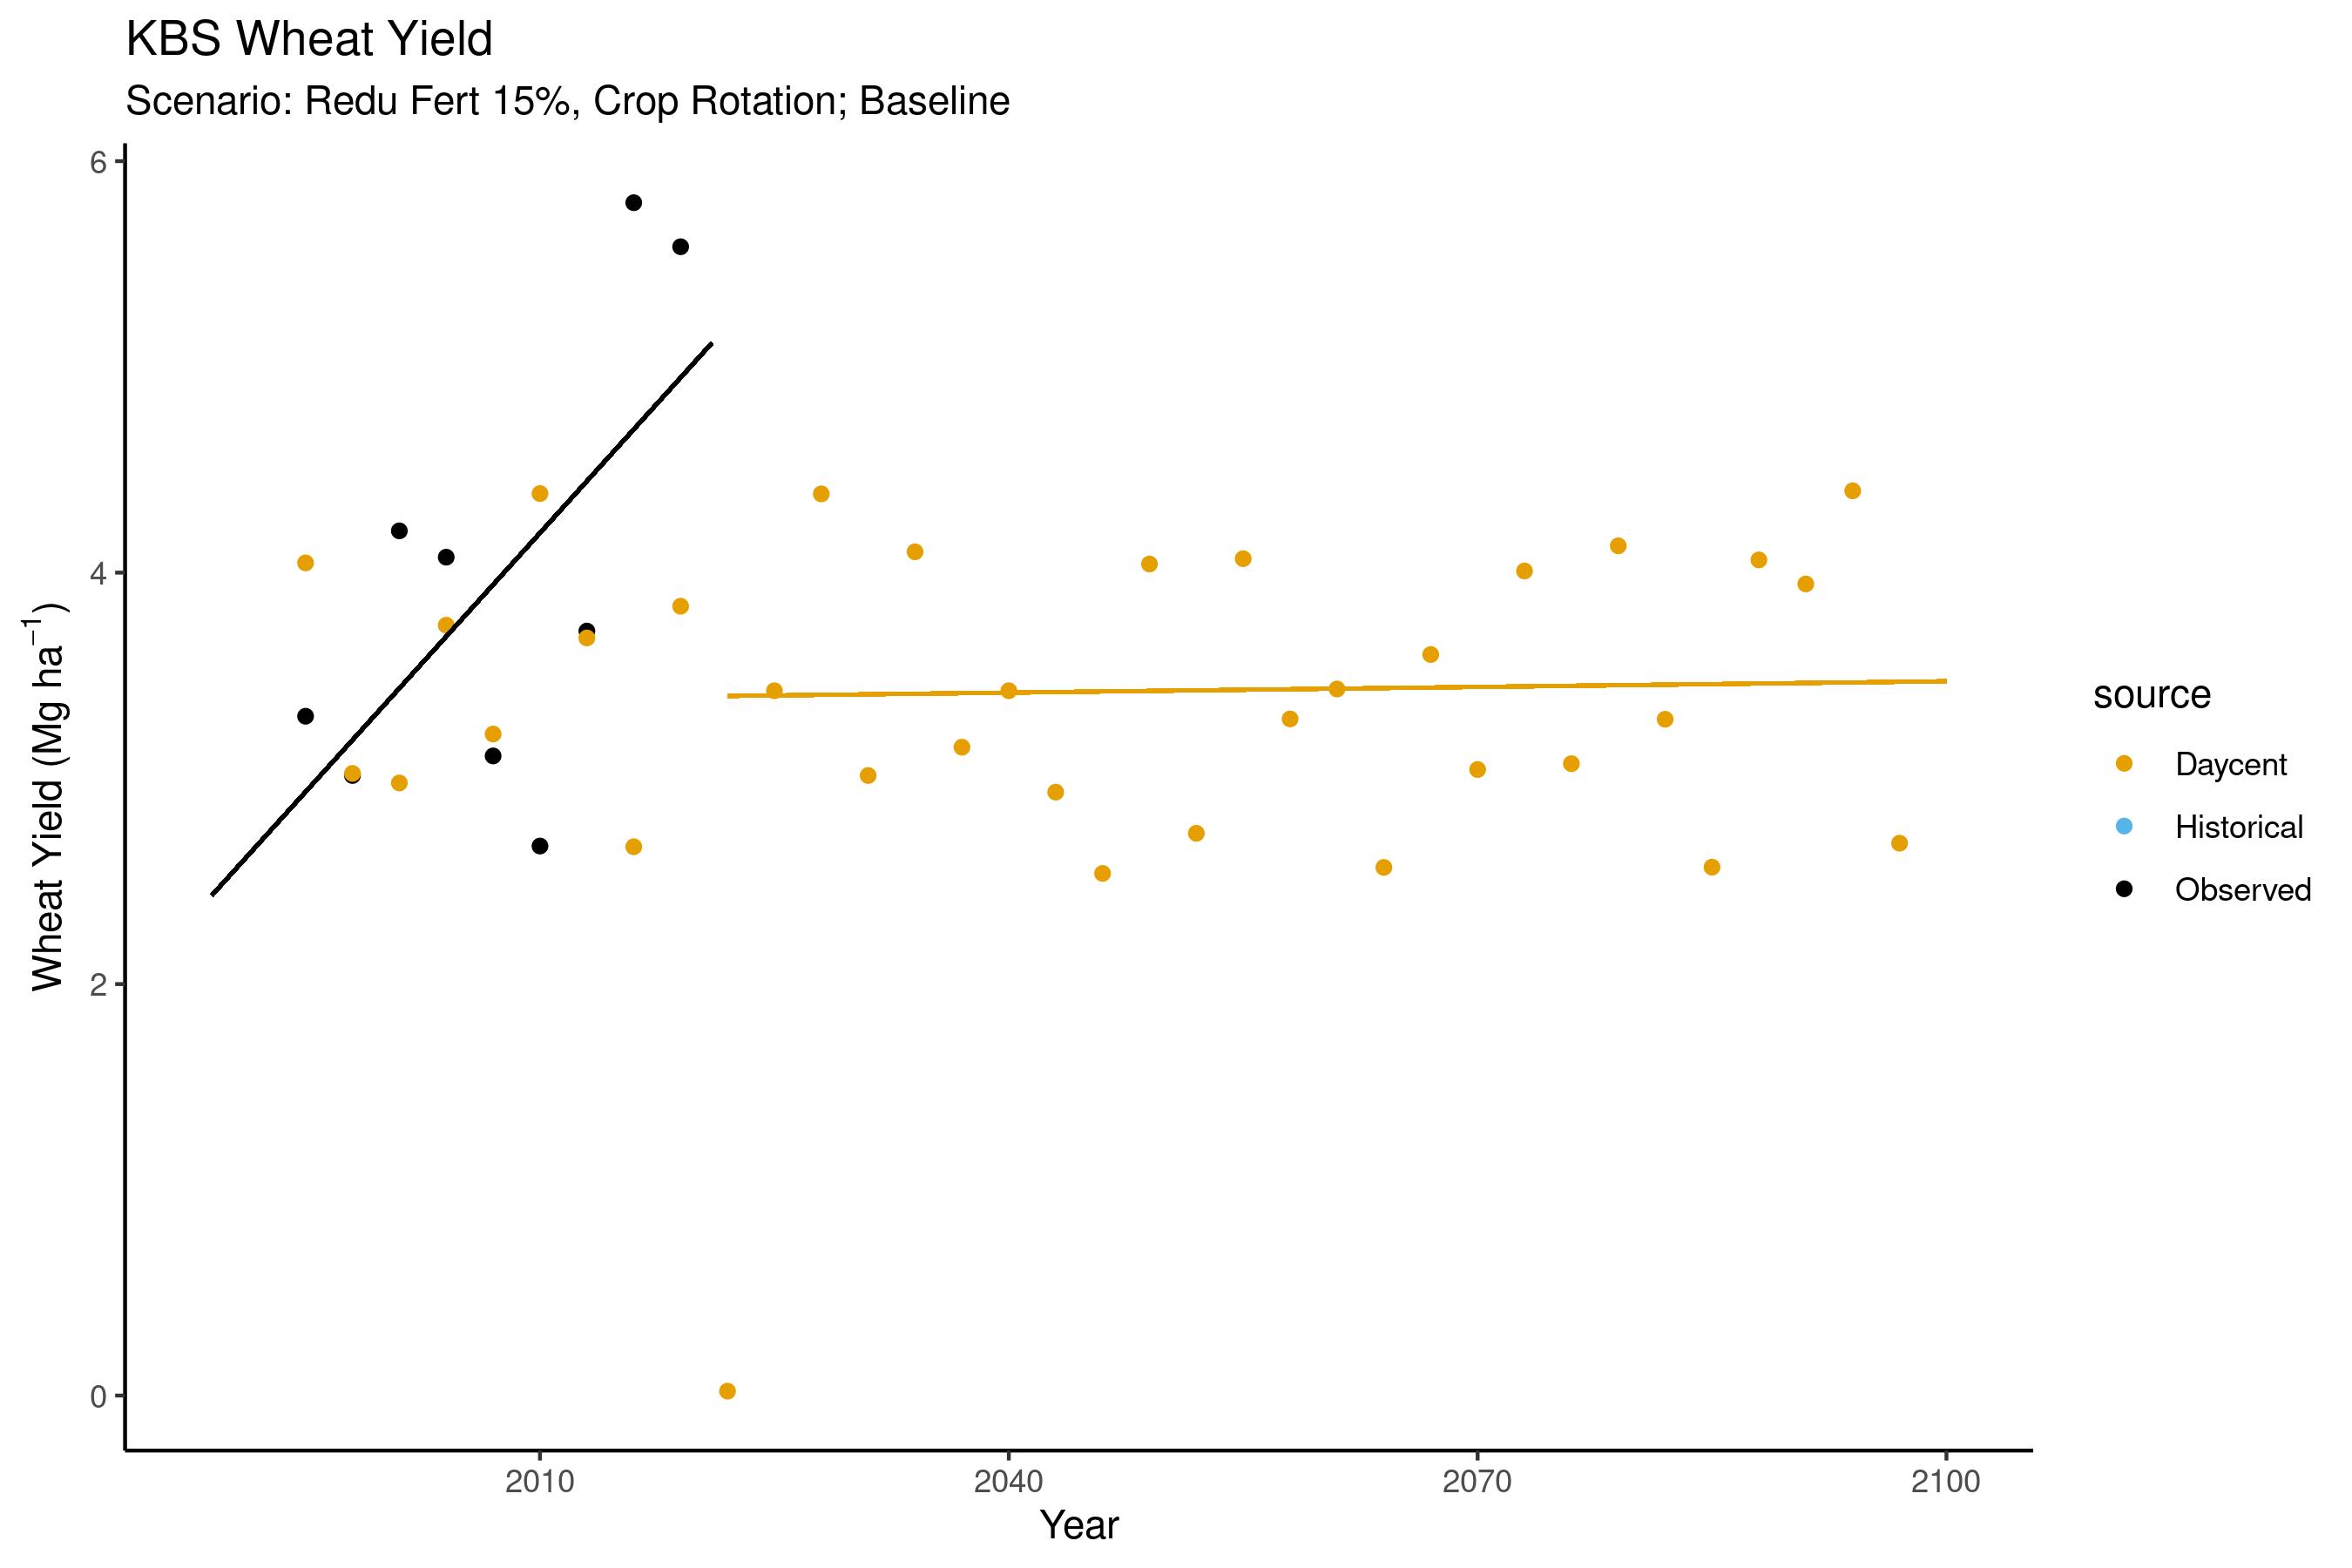 KBS Wheat Yield
Scenario: Redu Fert 15%, Crop Rotation; Baseline
Wheat Yield (Mg ha⁻¹)
6
4
2
0
2010
2040
2070
2100
Year
source
Daycent
Historical
Observed